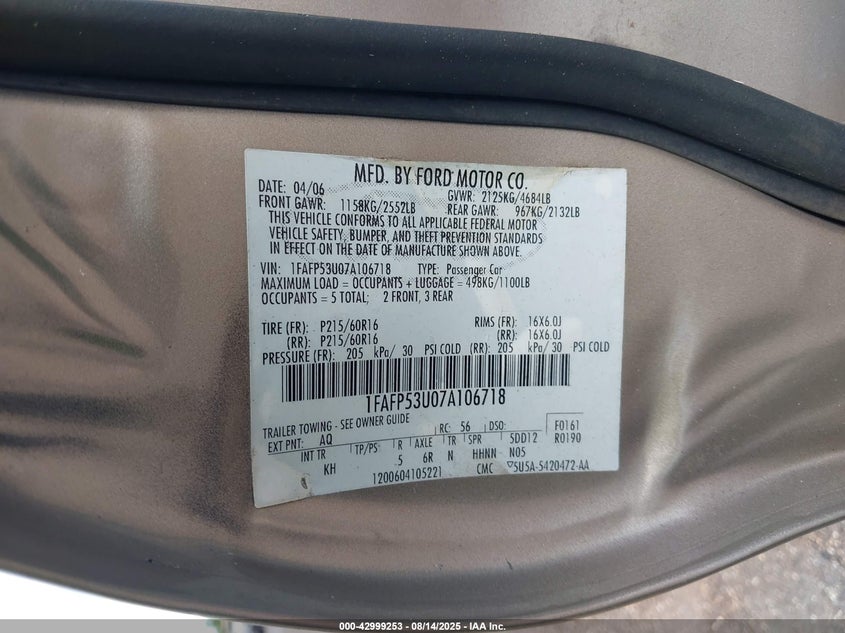 MFD. BY FORD MOTOR CO.
DATE: 04/06 GVWR: 2125KG/4684LB
FRONT GAWR: 1158KG/2552LB REAR GAWR: 967KG/2132LB
THIS VEHICLE CONFORMS TO ALL APPLICABLE FEDERAL MOTOR
VEHICLE SAFETY, BUMPER, AND THEFT PREVENTION STANDARDS
IN EFFECT ON THE DATE OF MANUFACTURE SHOWN ABOVE.
VIN: 1FAFP53U07A106718 TYPE: Passenger Car
MAXIMUM LOAD = OCCUPANTS + LUGGAGE = 498KG/1100LB
OCCUPANTS = 5 TOTAL; 2 FRONT, 3 REAR
TIRE (FR): P215/60R16 RIMS (FR): 16X6.0J
(RR): P215/60R16 (RR): 16X6.0J
PRESSURE (FR): 205 kPa/ 30 PSI COLD (RR): 205 kPa/ 30 PSI COLD
1FAFP53U07A106718
TRAILER TOWING - SEE OWNER GUIDE
EXT PNT: AQ RC: 56 DSO: F0161
INT TR TP/PS R AXLE TR SPR 5DD12 R0190
KH 5 6R N HHNN N05
1200604105221 CMC 5U5A-5420472-AA
000-42999253 - 08/14/2025 - IAA Inc.